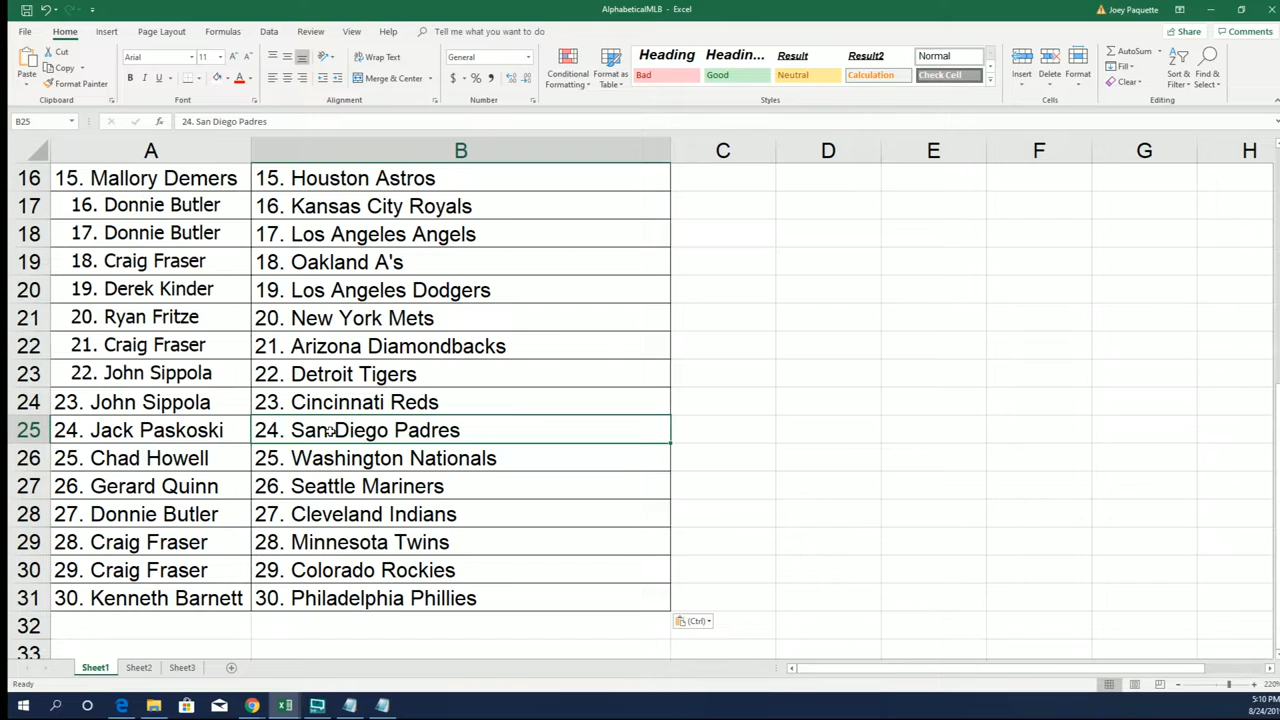 AlphabeticalMLB - Excel
Joey Paquette
File Home Insert Page Layout Formulas Data Review View Help Tell me what you want to do Share Comments
Paste Cut Copy Format Painter Clipboard
Arial 11 B I U A Font
Wrap Text Merge & Center Alignment
General $ % Number
Conditional Formatting Format as Table
Heading Headin... Result Result2 Normal
Bad Good Neutral Calculation Check Cell
Styles
Insert Delete Format Cells
AutoSum Fill Clear Sort & Filter Find & Select Editing
B25 fx 24. San Diego Padres
A B C D E F G H
16 15. Mallory Demers 15. Houston Astros
17 16. Donnie Butler 16. Kansas City Royals
18 17. Donnie Butler 17. Los Angeles Angels
19 18. Craig Fraser 18. Oakland A's
20 19. Derek Kinder 19. Los Angeles Dodgers
21 20. Ryan Fritze 20. New York Mets
22 21. Craig Fraser 21. Arizona Diamondbacks
23 22. John Sippola 22. Detroit Tigers
24 23. John Sippola 23. Cincinnati Reds
25 24. Jack Paskoski 24. San Diego Padres
26 25. Chad Howell 25. Washington Nationals
27 26. Gerard Quinn 26. Seattle Mariners
28 27. Donnie Butler 27. Cleveland Indians
29 28. Craig Fraser 28. Minnesota Twins
30 29. Craig Fraser 29. Colorado Rockies
31 30. Kenneth Barnett 30. Philadelphia Phillies
32 (Ctrl)
33
Sheet1 Sheet2 Sheet3
Ready 220%
5:10 PM
8/24/201